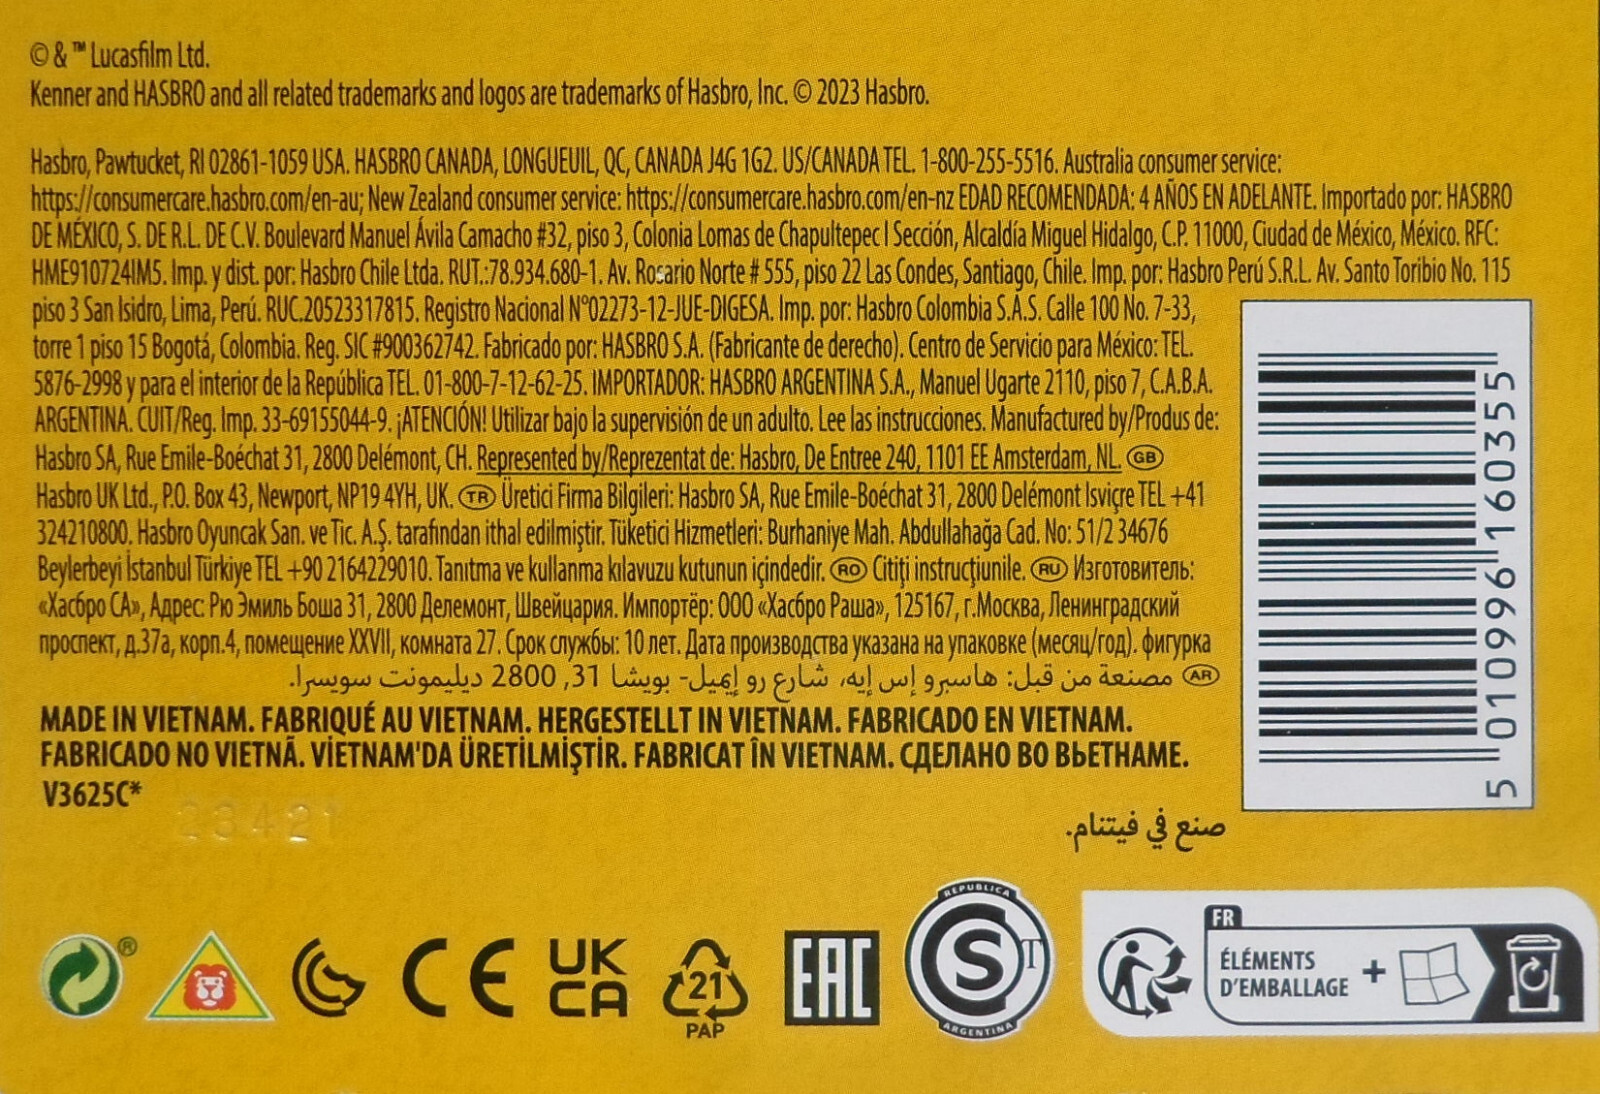 © & ™ Lucasfilm Ltd.
Kenner and HASBRO and all related trademarks and logos are trademarks of Hasbro, Inc. © 2023 Hasbro.
Hasbro, Pawtucket, RI 02861-1059 USA. HASBRO CANADA, LONGUEUIL, QC, CANADA J4G 1G2. US/CANADA TEL. 1-800-255-5516. Australia consumer service:
https://consumercare.hasbro.com/en-au; New Zealand consumer service: https://consumercare.hasbro.com/en-nz EDAD RECOMENDADA: 4 AÑOS EN ADELANTE. Importado por: HASBRO
DE MÉXICO, S. DE R.L. DE C.V. Boulevard Manuel Ávila Camacho #32, piso 3, Colonia Lomas de Chapultepec I Sección, Alcaldía Miguel Hidalgo, C.P. 11000, Ciudad de México, México. RFC:
HME910724IM5. Imp. y dist. por: Hasbro Chile Ltda. RUT.:78.934.680-1. Av. Rosario Norte # 555, piso 22 Las Condes, Santiago, Chile. Imp. por: Hasbro Perú S.R.L. Av. Santo Toribio No. 115
piso 3 San Isidro, Lima, Perú. RUC.20523317815. Registro Nacional N°02273-12-JUE-DIGESA. Imp. por: Hasbro Colombia S.A.S. Calle 100 No. 7-33,
torre 1 piso 15 Bogotá, Colombia. Reg. SIC #900362742. Fabricado por: HASBRO S.A. (Fabricante de derecho). Centro de Servicio para México: TEL.
5876-2998 y para el interior de la República TEL. 01-800-7-12-62-25. IMPORTADOR: HASBRO ARGENTINA S.A., Manuel Ugarte 2110, piso 7, C.A.B.A.
ARGENTINA. CUIT/Reg. Imp. 33-69155044-9. ¡ATENCIÓN! Utilizar bajo la supervisión de un adulto. Lee las instrucciones. Manufactured by/Produs de:
Hasbro SA, Rue Emile-Boéchat 31, 2800 Delémont, CH. Represented by/Reprezentat de: Hasbro, De Entree 240, 1101 EE Amsterdam, NL. GB
Hasbro UK Ltd., P.O. Box 43, Newport, NP19 4YH, UK. TR Üretici Firma Bilgileri: Hasbro SA, Rue Emile-Boéchat 31, 2800 Delémont Isviçre TEL +41
324210800. Hasbro Oyuncak San. ve Tic. A.Ş. tarafından ithal edilmiştir. Tüketici Hizmetleri: Burhaniye Mah. Abdullahağa Cad. No: 51/2 34676
Beylerbeyi İstanbul Türkiye TEL +90 2164229010. Tanıtma ve kullanma kılavuzu kutunun içindedir. RO Citiţi instrucţiunile. RU Изготовитель:
«Хасбро СА», Адрес: Рю Эмиль Боша 31, 2800 Делемонт, Швейцария. Импортёр: ООО «Хасбро Раша», 125167, г.Москва, Ленинградский
проспект, д.37а, корп.4, помещение XXVII, комната 27. Срок службы: 10 лет. Дата производства указана на упаковке (месяц/год). фигурка
AR مصنعة من قبل: هاسبرو إس إيه، شارع رو إيميل- بويشا 31, 2800 ديليمونت سويسرا.
MADE IN VIETNAM. FABRIQUÉ AU VIETNAM. HERGESTELLT IN VIETNAM. FABRICADO EN VIETNAM.
FABRICADO NO VIETNÃ. VİETNAM'DA ÜRETİLMİŞTİR. FABRICAT ÎN VIETNAM. СДЕЛАНО ВО ВЬЕТНАМЕ.
V3625C*
23421
صنع في فيتنام.
5 010996 160355
®
CE
UK
CA
21
PAP
EAC
REPUBLICA
S T
ARGENTINA
FR
ÉLÉMENTS
D'EMBALLAGE
+